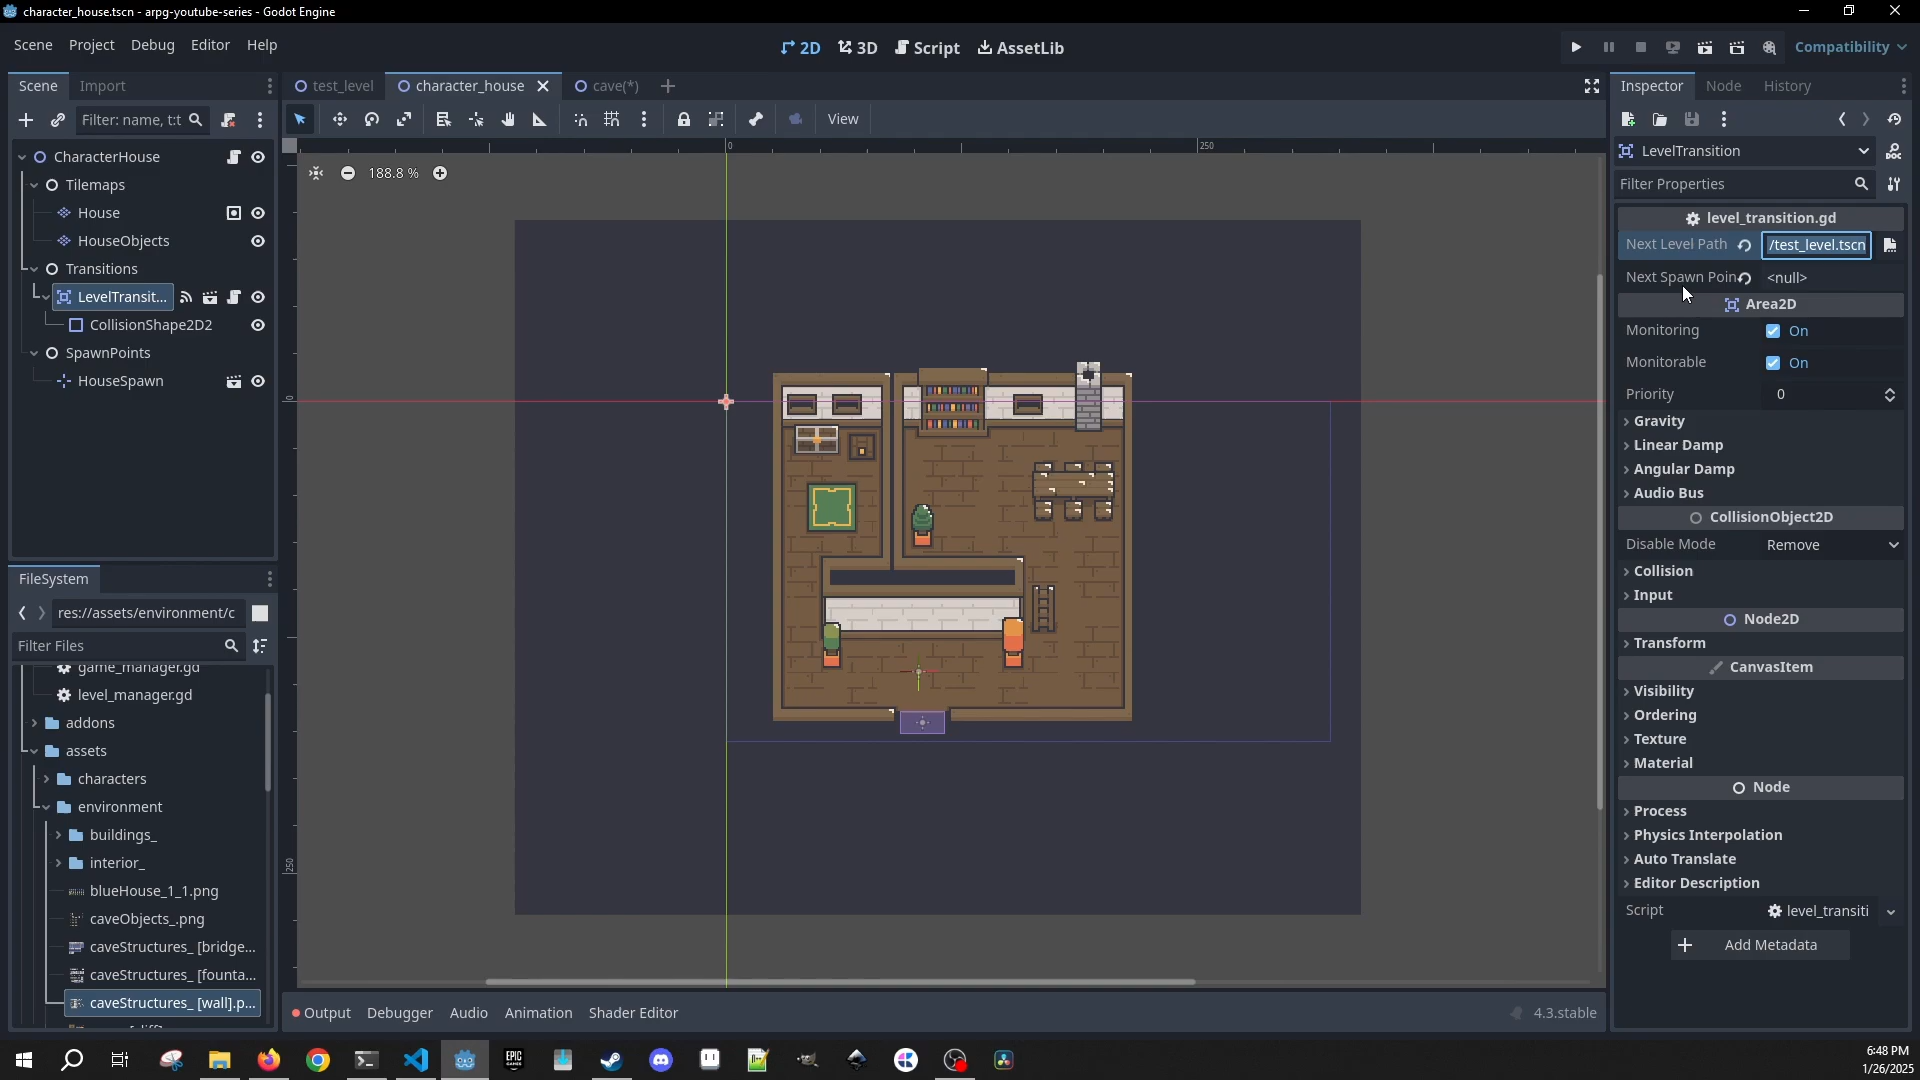 character_house.tscn - arpg-youtube-series - Godot Engine
Scene Project Debug Editor Help
2D 3D Script AssetLib
Compatibility
Scene Import
test_level character_house cave(*)
Inspector Node History
Filter: name, t:t
View
LevelTransition
Filter Properties
188.8 %
0
250
0
250
CharacterHouse
Tilemaps
House
HouseObjects
Transitions
LevelTransit...
CollisionShape2D2
SpawnPoints
HouseSpawn
FileSystem
res://assets/environment/c
Filter Files
game_manager.gd
level_manager.gd
addons
assets
characters
environment
buildings_
interior_
blueHouse_1_1.png
caveObjects_.png
caveStructures_ [bridge...
caveStructures_ [founta...
caveStructures_ [wall].p...
level_transition.gd
Next Level Path /test_level.tscn
Next Spawn Poin <null>
Area2D
Monitoring On
Monitorable On
Priority 0
Gravity
Linear Damp
Angular Damp
Audio Bus
CollisionObject2D
Disable Mode Remove
Collision
Input
Node2D
Transform
CanvasItem
Visibility
Ordering
Texture
Material
Node
Process
Physics Interpolation
Auto Translate
Editor Description
Script level_transiti
Add Metadata
Output Debugger Audio Animation Shader Editor
4.3.stable
EPIC
GAMES
6:48 PM
1/26/2025